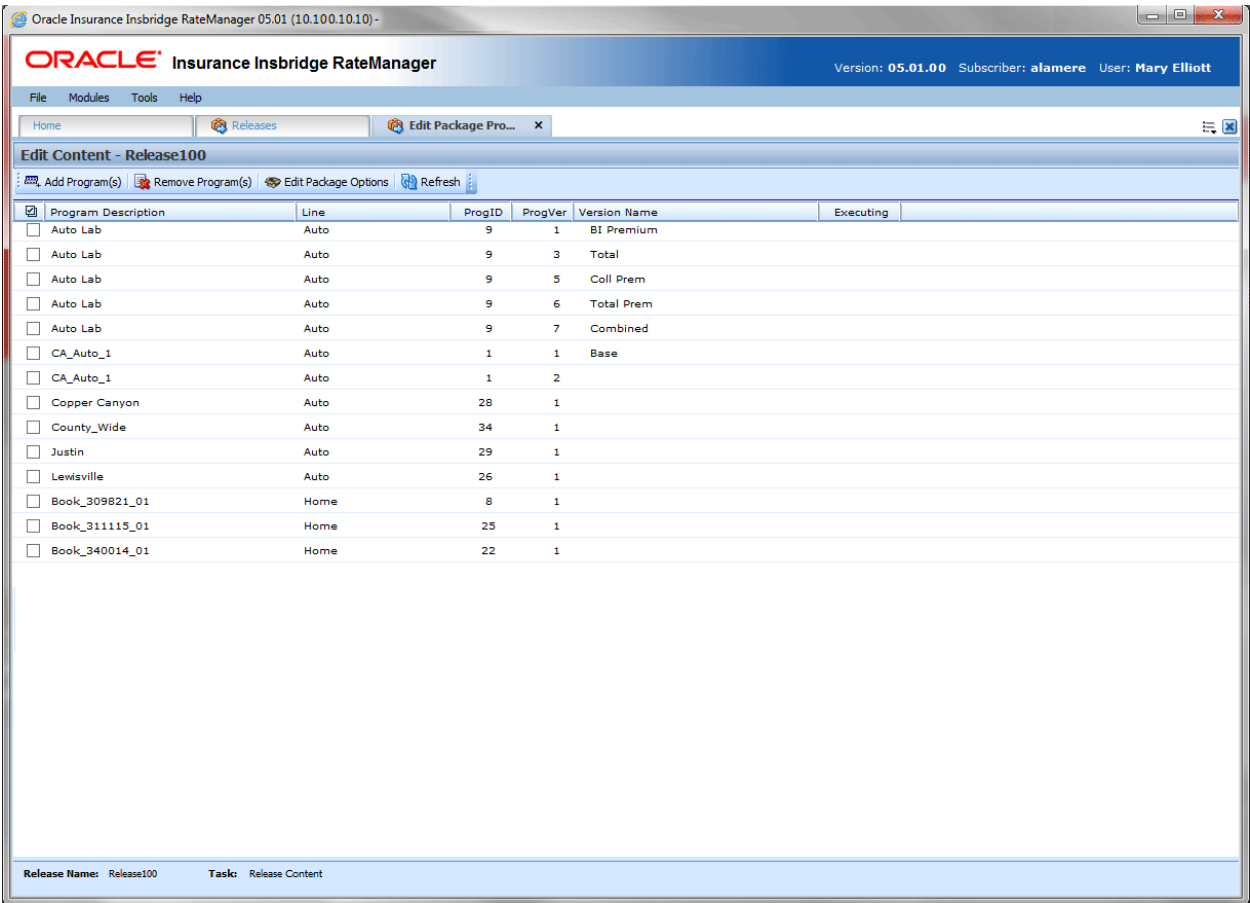 Oracle Insurance Insbridge RateManager 05.01 (10.100.10.10) -
ORACLE® Insurance Insbridge RateManager
Version: 05.01.00 Subscriber: alamere User: Mary Elliott
File Modules Tools Help
Home Releases Edit Package Pro... x
Edit Content - Release100
Add Program(s) Remove Program(s) Edit Package Options Refresh
Program Description Line ProgID ProgVer Version Name Executing
Auto Lab Auto 9 1 BI Premium
Auto Lab Auto 9 3 Total
Auto Lab Auto 9 5 Coll Prem
Auto Lab Auto 9 6 Total Prem
Auto Lab Auto 9 7 Combined
CA_Auto_1 Auto 1 1 Base
CA_Auto_1 Auto 1 2
Copper Canyon Auto 28 1
County_Wide Auto 34 1
Justin Auto 29 1
Lewisville Auto 26 1
Book_309821_01 Home 8 1
Book_311115_01 Home 25 1
Book_340014_01 Home 22 1
Release Name: Release100 Task: Release Content